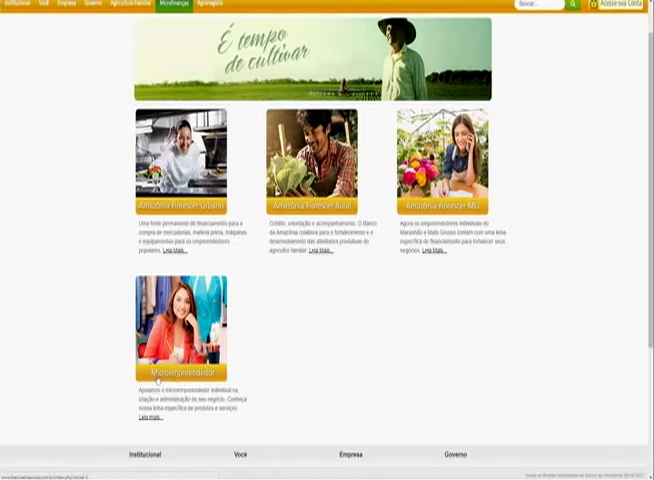 Institucional Você Empresa Governo Agricultura Familiar Microfinanças Agronegócio Buscar... Acesse sua Conta
É tempo
de cultivar
Amazônia Florescer Urbano
Amazônia Florescer Rural
Amazônia Florescer MEI
Uma fonte permanente de financiamento para a
compra de mercadorias, matéria prima, máquinas
e equipamentos para os empreendedores
populares. Leia Mais...
Crédito, orientação e acompanhamento. O Banco
da Amazônia colabora para o fortalecimento e o
desenvolvimento das atividades produtivas do
agricultor familiar. Leia Mais...
Agora os empreendedores individuais do
Maranhão e Mato Grosso contam com uma linha
específica de financiamento para fortalecer seus
negócios. Leia Mais...
Microempreendedor
Apoiamos o microempreendedor individual na
criação e administração do seu negócio. Conheça
nossa linha específica de produtos e serviços.
Leia mais...
Institucional Você Empresa Governo